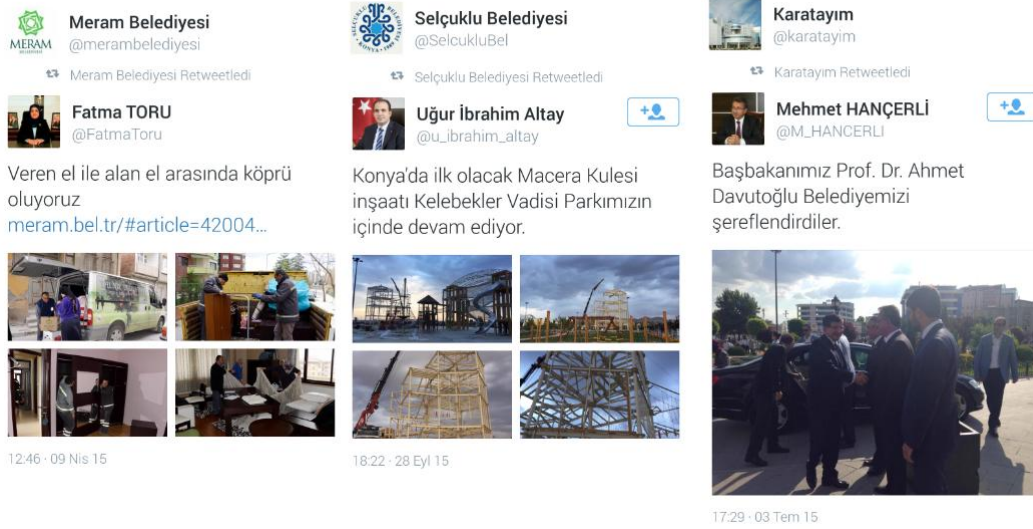 MERAM
BELEDİYESİ
Meram Belediyesi
@merambelediyesi
Meram Belediyesi Retweetledi
Fatma TORU
@FatmaToru
Veren el ile alan el arasında köprü
oluyoruz
meram.bel.tr/#article=42004...
12:46 · 09 Nis 15
Selçuklu Belediyesi
@SelcukluBel
Selçuklu Belediyesi Retweetledi
Uğur İbrahim Altay
@u_ibrahim_altay
Konya'da ilk olacak Macera Kulesi
inşaatı Kelebekler Vadisi Parkımızın
içinde devam ediyor.
18:22 · 28 Eyl 15
Karatayım
@karatayim
Karatayım Retweetledi
Mehmet HANÇERLİ
@M_HANCERLI
Başbakanımız Prof. Dr. Ahmet
Davutoğlu Belediyemizi
şereflendirdiler.
17:29 · 03 Tem 15